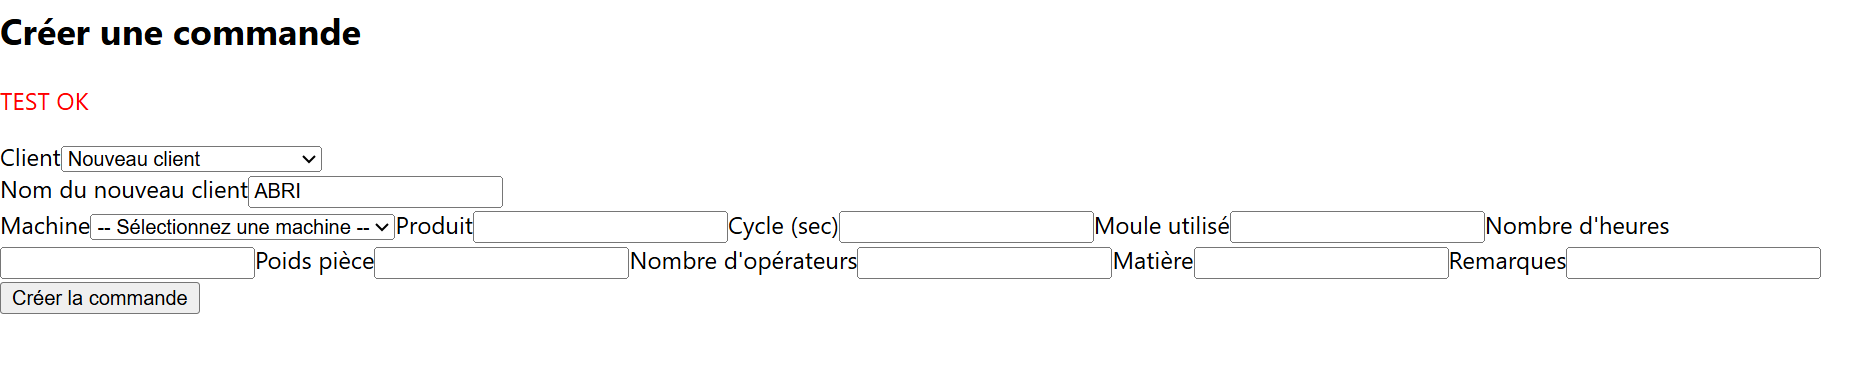 Créer une commande
TEST OK
Client Nouveau client
Nom du nouveau client ABRI
Machine -- Sélectionnez une machine -- Produit Cycle (sec) Moule utilisé Nombre d'heures
Poids pièce Nombre d'opérateurs Matière Remarques
Créer la commande